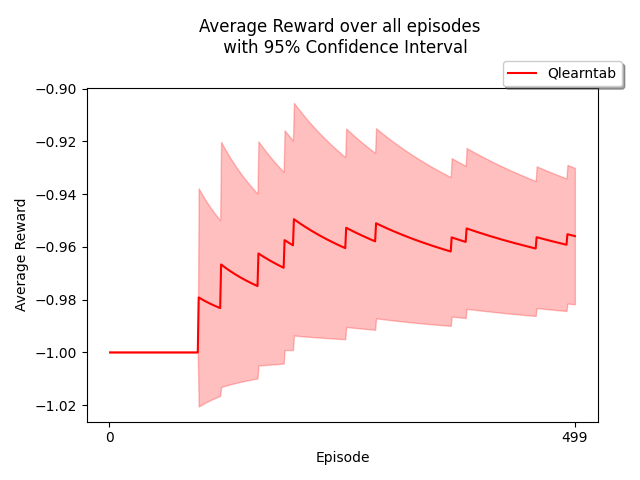 Average Reward over all episodes
with 95% Confidence Interval
Qlearntab
−0.90
−0.92
−0.94
−0.96
−0.98
−1.00
−1.02
Average Reward
0
499
Episode